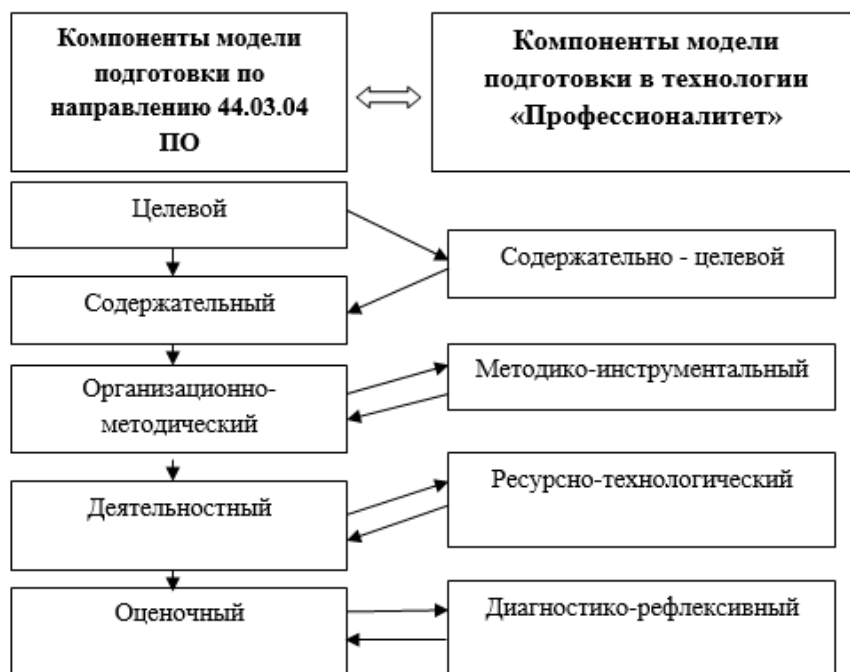 Компоненты модели
подготовки по
направлению 44.03.04
ПО
Компоненты модели
подготовки в технологии
«Профессионалитет»
Целевой
Содержательно - целевой
Содержательный
Организационно-
методический
Методико-инструментальный
Деятельностный
Ресурсно-технологический
Оценочный
Диагностико-рефлексивный